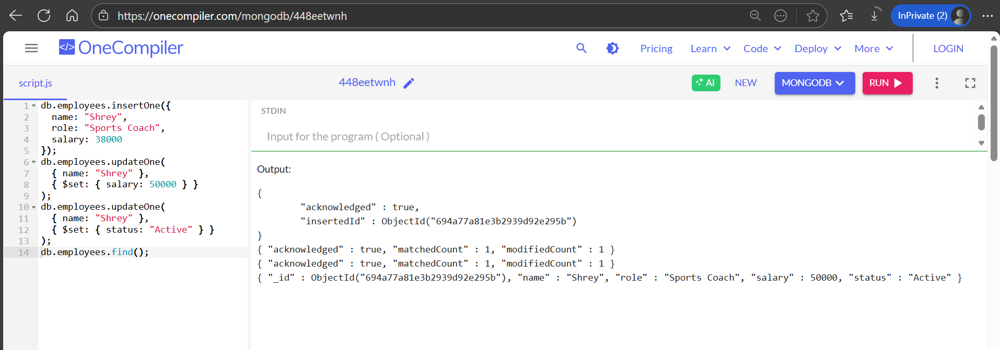 https://onecompiler.com/mongodb/448eetwnh
InPrivate (2)
</> OneCompiler
Pricing
Learn
Code
Deploy
More
LOGIN
script.js
448eetwnh
AI
NEW
MONGODB
RUN
1 db.employees.insertOne({
2   name: "Shrey",
3   role: "Sports Coach",
4   salary: 38000
5 });
6 db.employees.updateOne(
7   { name: "Shrey" },
8   { $set: { salary: 50000 } }
9 );
10 db.employees.updateOne(
11   { name: "Shrey" },
12   { $set: { status: "Active" } }
13 );
14 db.employees.find();
STDIN
Input for the program ( Optional )
Output:
{
        "acknowledged" : true,
        "insertedId" : ObjectId("694a77a81e3b2939d92e295b")
}
{ "acknowledged" : true, "matchedCount" : 1, "modifiedCount" : 1 }
{ "acknowledged" : true, "matchedCount" : 1, "modifiedCount" : 1 }
{ "_id" : ObjectId("694a77a81e3b2939d92e295b"), "name" : "Shrey", "role" : "Sports Coach", "salary" : 50000, "status" : "Active" }